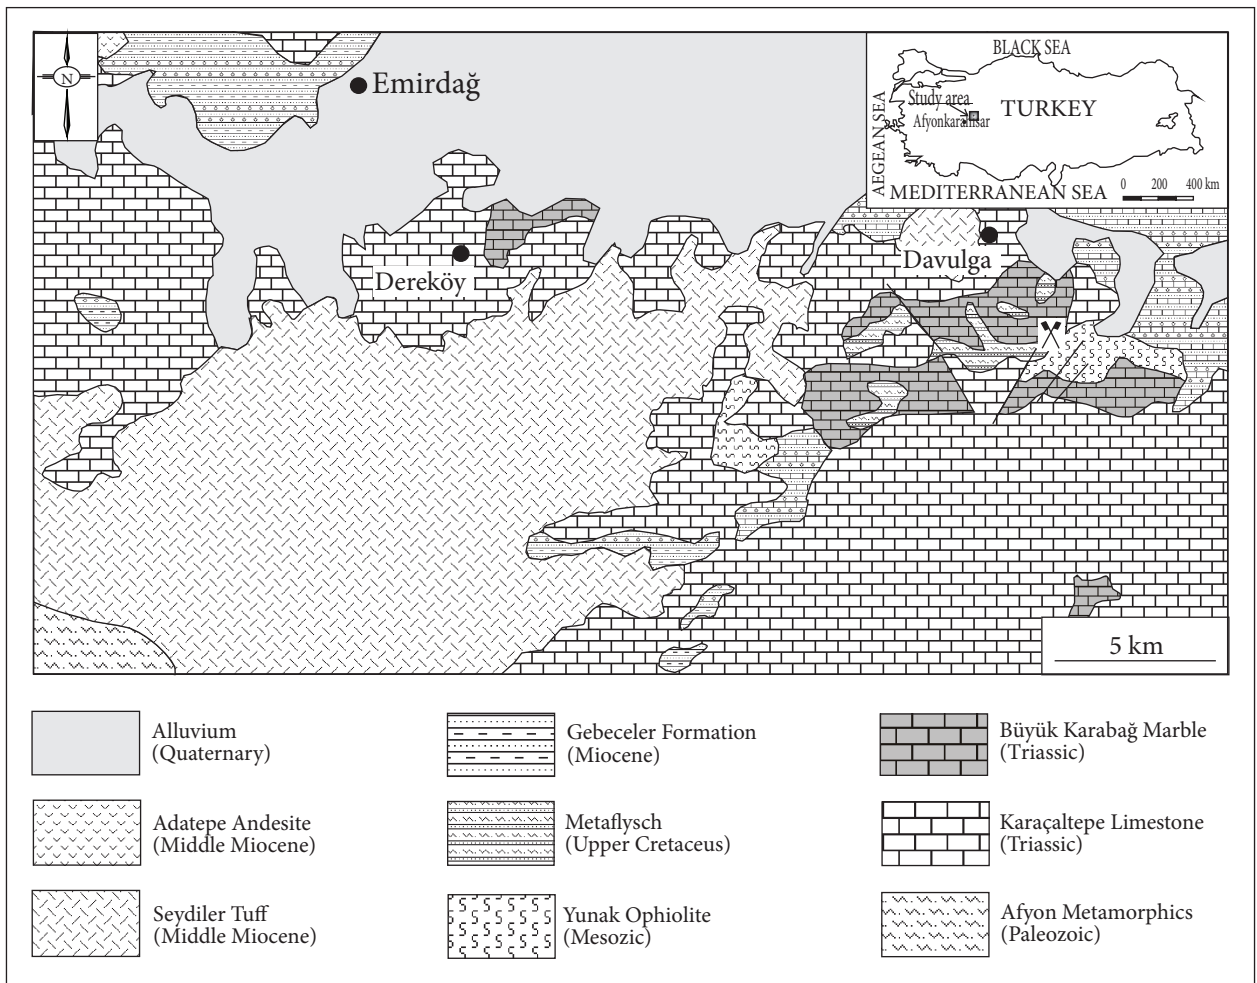 N
Emirdağ
BLACK SEA
Study area
TURKEY
Afyonkarahisar
AEGEAN SEA
MEDITERRANEAN SEA
0 200 400 km
Davulga
Dereköy
5 km
Alluvium
(Quaternary)
Gebeceler Formation
(Miocene)
Büyük Karabağ Marble
(Triassic)
Adatepe Andesite
(Middle Miocene)
Metaflysch
(Upper Cretaceus)
Karaçaltepe Limestone
(Triassic)
Seydiler Tuff
(Middle Miocene)
Yunak Ophiolite
(Mesozic)
Afyon Metamorphics
(Paleozoic)